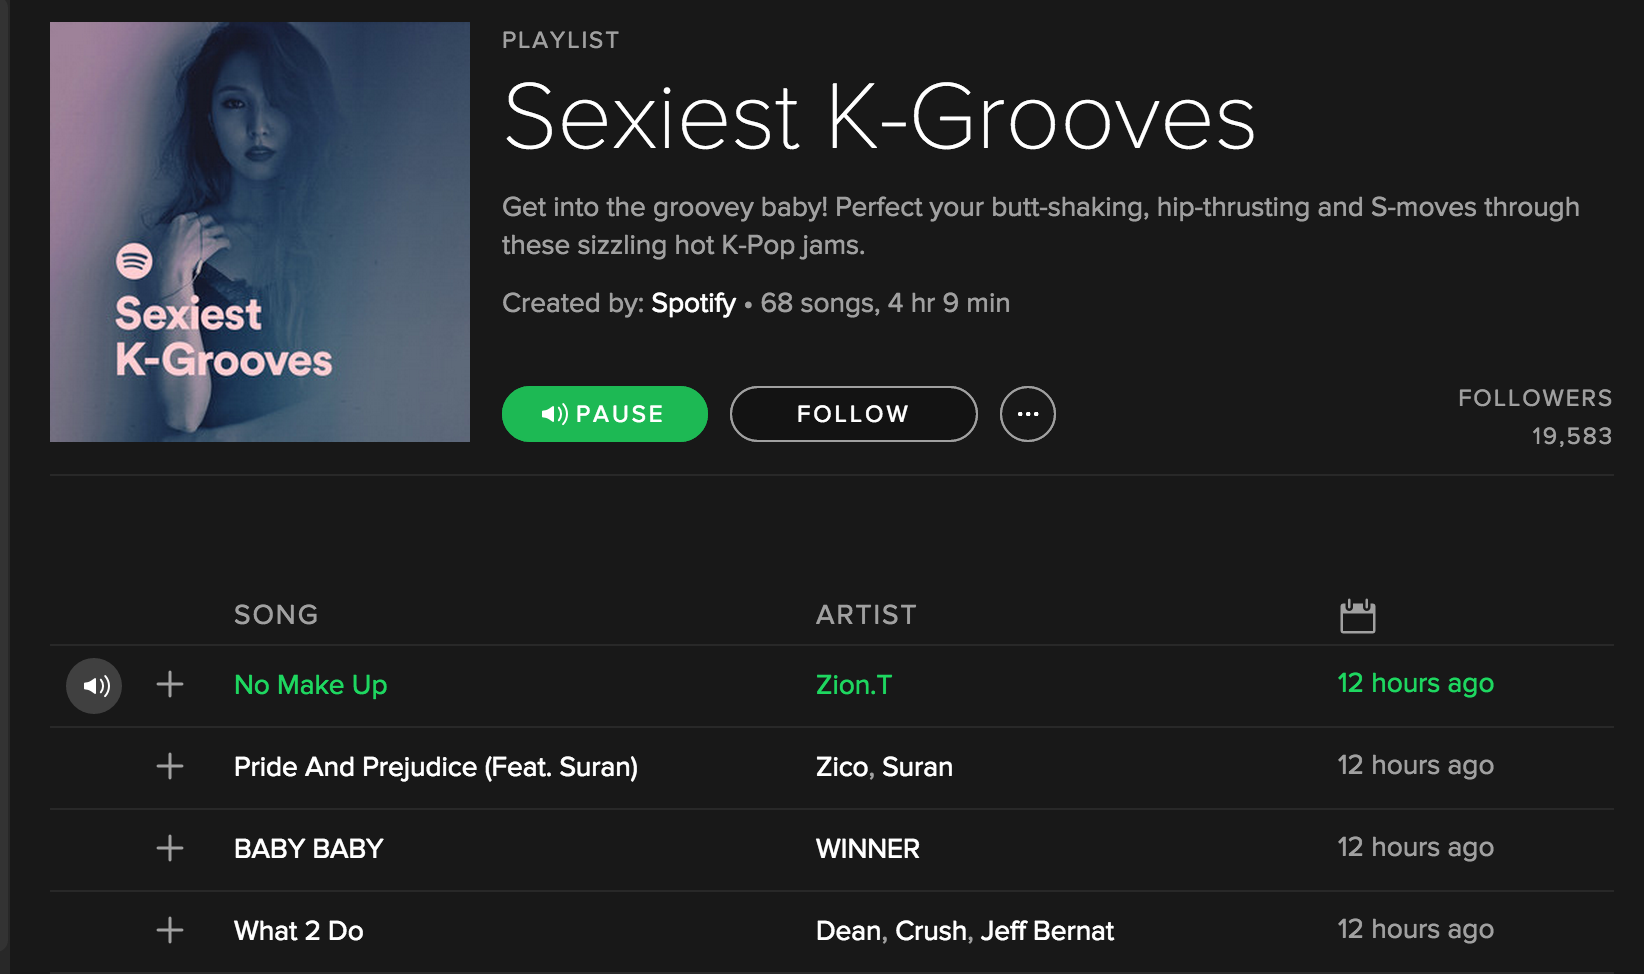 PLAYLIST
Sexiest K-Grooves
Get into the groovey baby! Perfect your butt-shaking, hip-thrusting and S-moves through
these sizzling hot K-Pop jams.
Created by: Spotify • 68 songs, 4 hr 9 min
Sexiest
K-Grooves
PAUSE
FOLLOW
FOLLOWERS
19,583
SONG ARTIST
No Make Up Zion.T 12 hours ago
Pride And Prejudice (Feat. Suran) Zico, Suran 12 hours ago
BABY BABY WINNER 12 hours ago
What 2 Do Dean, Crush, Jeff Bernat 12 hours ago